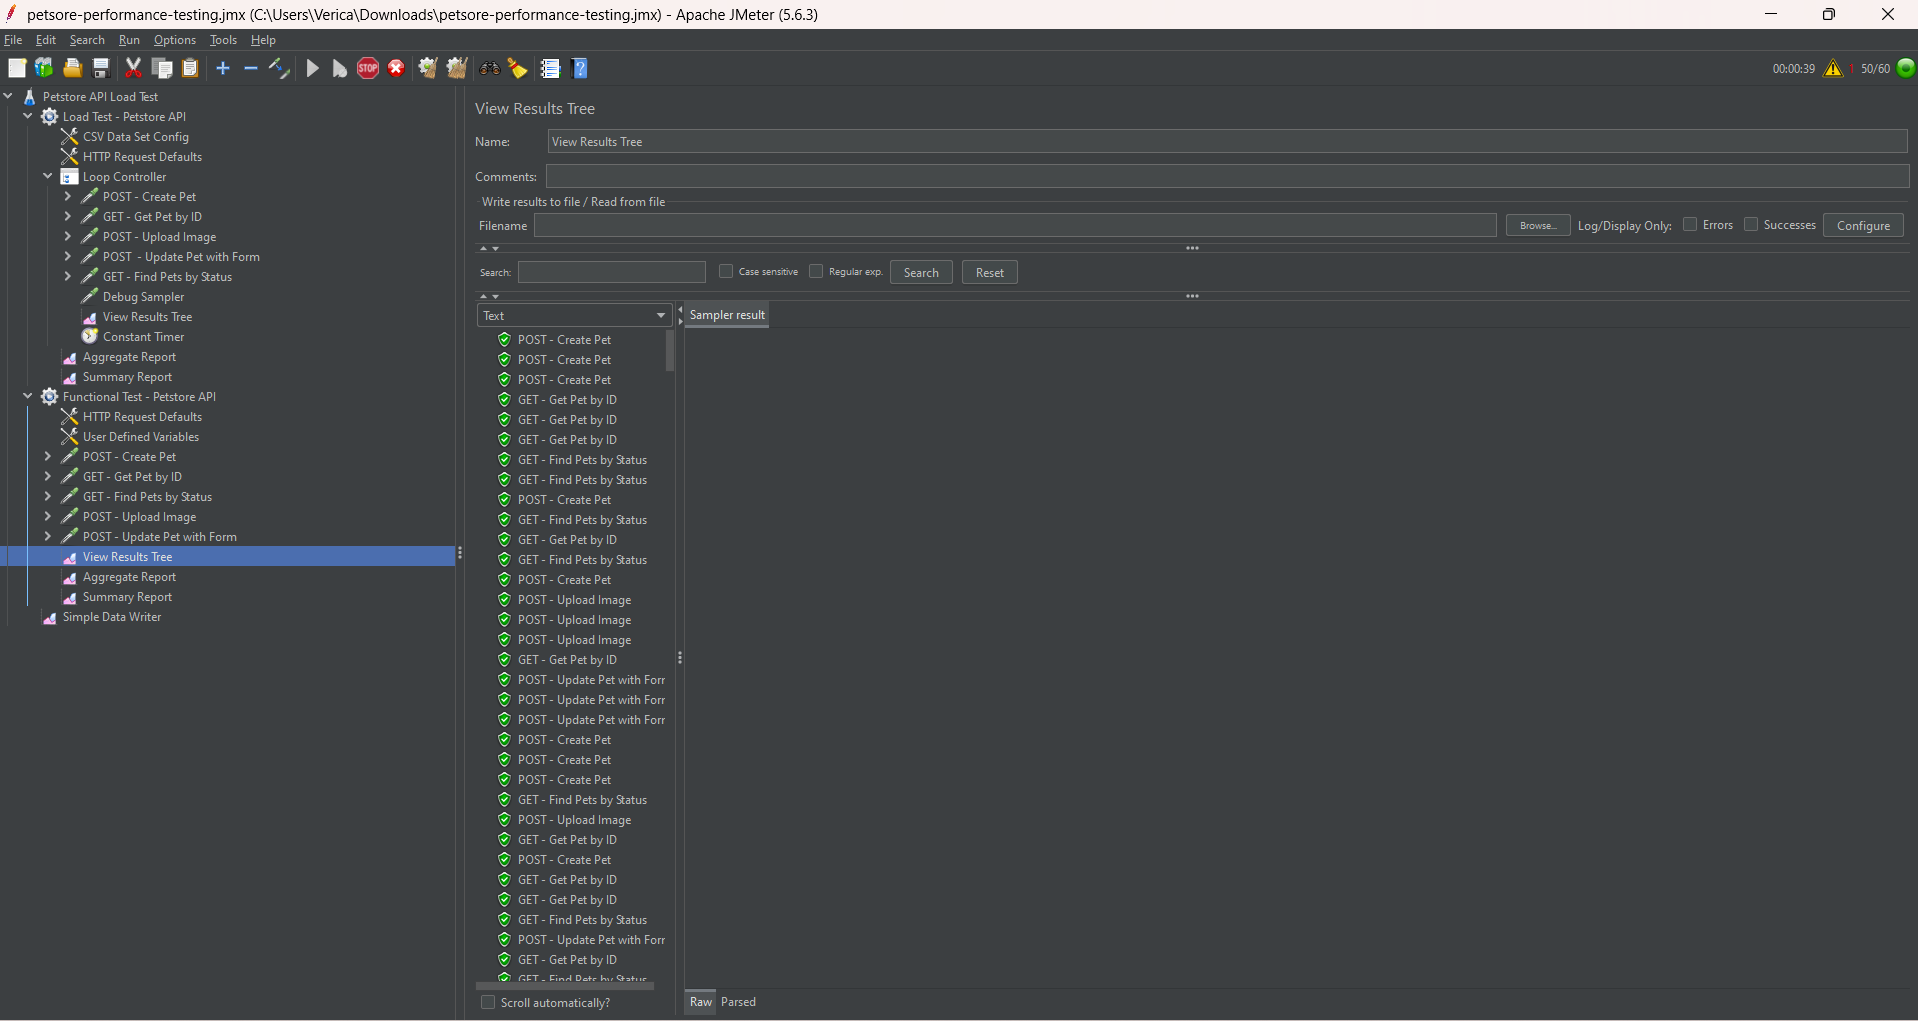 petsore-performance-testing.jmx (C:\Users\Verica\Downloads\petsore-performance-testing.jmx) - Apache JMeter (5.6.3)
File Edit Search Run Options Tools Help
STOP
?
00:00:39 1 50/60
Petstore API Load Test
Load Test - Petstore API
CSV Data Set Config
HTTP Request Defaults
Loop Controller
POST - Create Pet
GET - Get Pet by ID
POST - Upload Image
POST - Update Pet with Form
GET - Find Pets by Status
Debug Sampler
View Results Tree
Constant Timer
Aggregate Report
Summary Report
Functional Test - Petstore API
HTTP Request Defaults
User Defined Variables
POST - Create Pet
GET - Get Pet by ID
GET - Find Pets by Status
POST - Upload Image
POST - Update Pet with Form
View Results Tree
Aggregate Report
Summary Report
Simple Data Writer
View Results Tree
Name: View Results Tree
Comments:
Write results to file / Read from file
Filename Browse... Log/Display Only: Errors Successes Configure
Search: Case sensitive Regular exp. Search Reset
Text
Sampler result
POST - Create Pet
POST - Create Pet
POST - Create Pet
GET - Get Pet by ID
GET - Get Pet by ID
GET - Get Pet by ID
GET - Find Pets by Status
GET - Find Pets by Status
POST - Create Pet
GET - Find Pets by Status
GET - Get Pet by ID
GET - Find Pets by Status
POST - Create Pet
POST - Upload Image
POST - Upload Image
POST - Upload Image
GET - Get Pet by ID
POST - Update Pet with Forr
POST - Update Pet with Forr
POST - Update Pet with Forr
POST - Create Pet
POST - Create Pet
POST - Create Pet
GET - Find Pets by Status
POST - Upload Image
GET - Get Pet by ID
POST - Create Pet
GET - Get Pet by ID
GET - Get Pet by ID
GET - Find Pets by Status
POST - Update Pet with Forr
GET - Get Pet by ID
GET - Find Pets by Status
Scroll automatically?
Raw Parsed